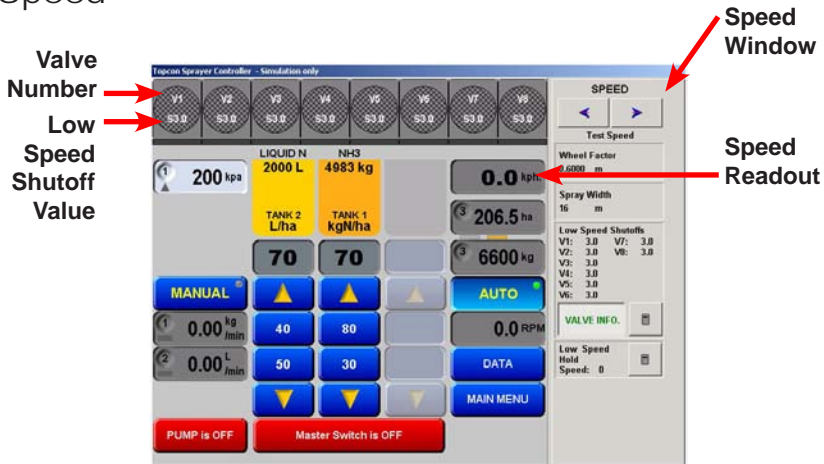 Speed
Speed
Window
Valve
Number
Low
Speed
Shutoff
Value
Speed
Readout
Topcon Sprayer Controller - Simulation only
V1 V2 V3 V4 V5 V6 V7 V8
S3.0 S3.0 S3.0 S3.0 S3.0 S3.0 S3.0 S3.0
LIQUID N NH3
1 200 kpa 2000 L 4983 kg 0.0 kph
TANK 2 TANK 1 3 206.5 ha
L/ha kgN/ha
70 70 3 6600 kg
MANUAL AUTO
1 0.00 kg/min 40 80 0.0 RPM
2 0.00 L/min 50 30 DATA
MAIN MENU
PUMP is OFF Master Switch is OFF
SPEED
< >
Test Speed
Wheel Factor
0.6000 m
Spray Width
16 m
Low Speed Shutoffs
V1: 3.0 V7: 3.0
V2: 3.0 V8: 3.0
V3: 3.0
V4: 3.0
V5: 3.0
V6: 3.0
VALVE INFO.
Low Speed
Hold
Speed: 0